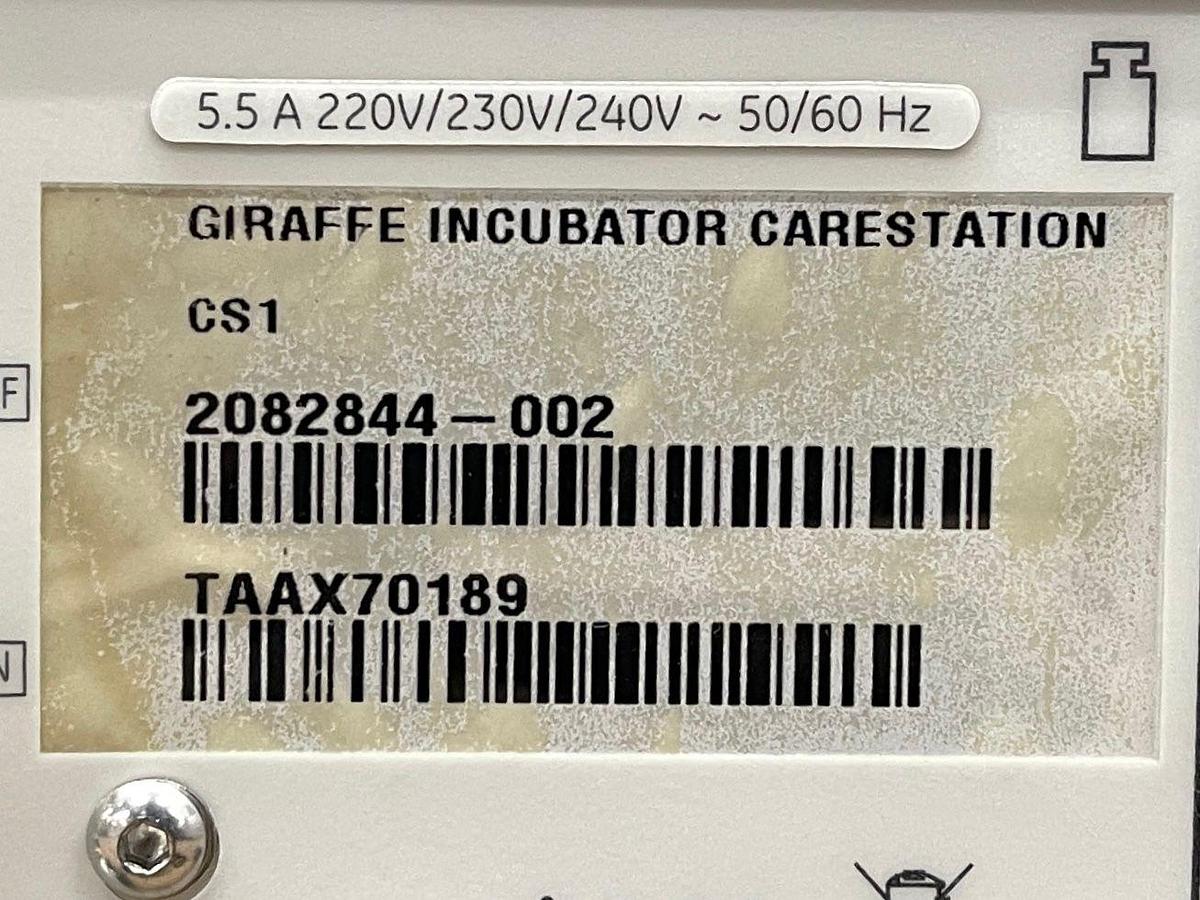 5.5 A 220V/230V/240V ~ 50/60 Hz
GIRAFFE INCUBATOR CARESTATION
CS1
F
2082844-002
TAAX70189
N